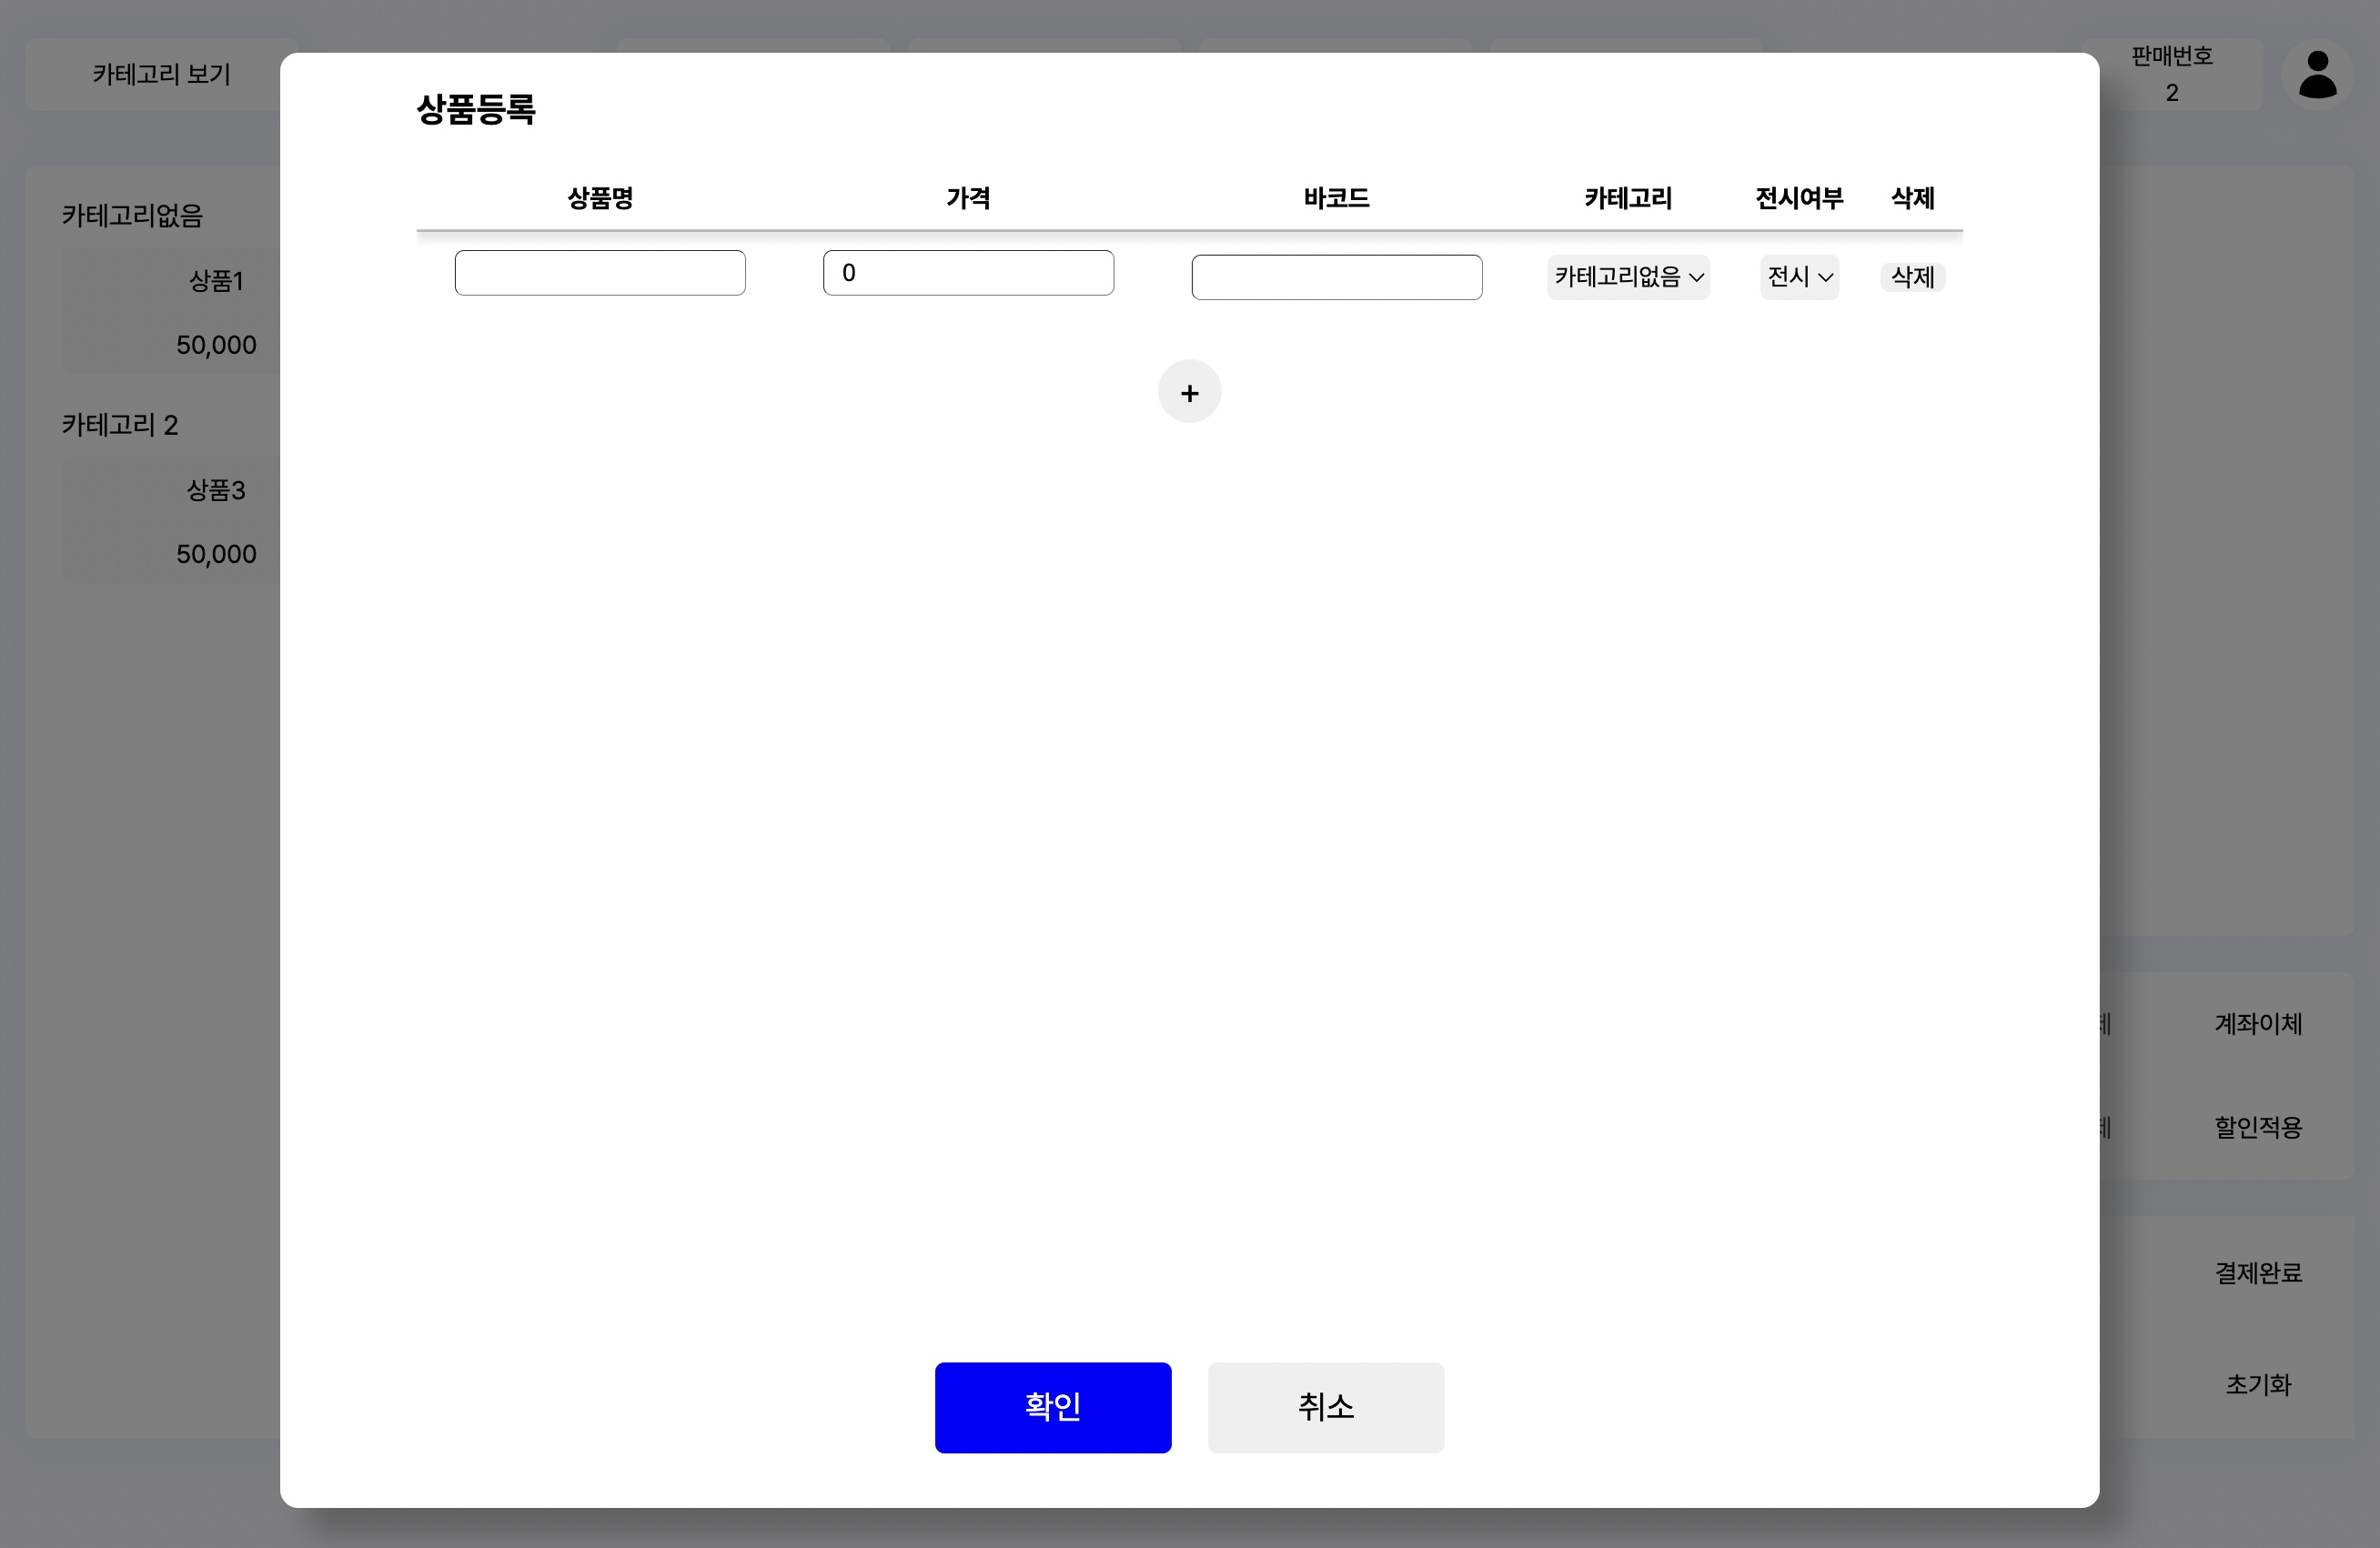 카테고리 보기
판매번호
2
상품등록
상품명 가격 바코드 카테고리 전시여부 삭제
0 카테고리없음 전시 삭제
+
카테고리없음
상품1
50,000
카테고리 2
상품3
50,000
계좌이체
할인적용
결제완료
초기화
확인 취소